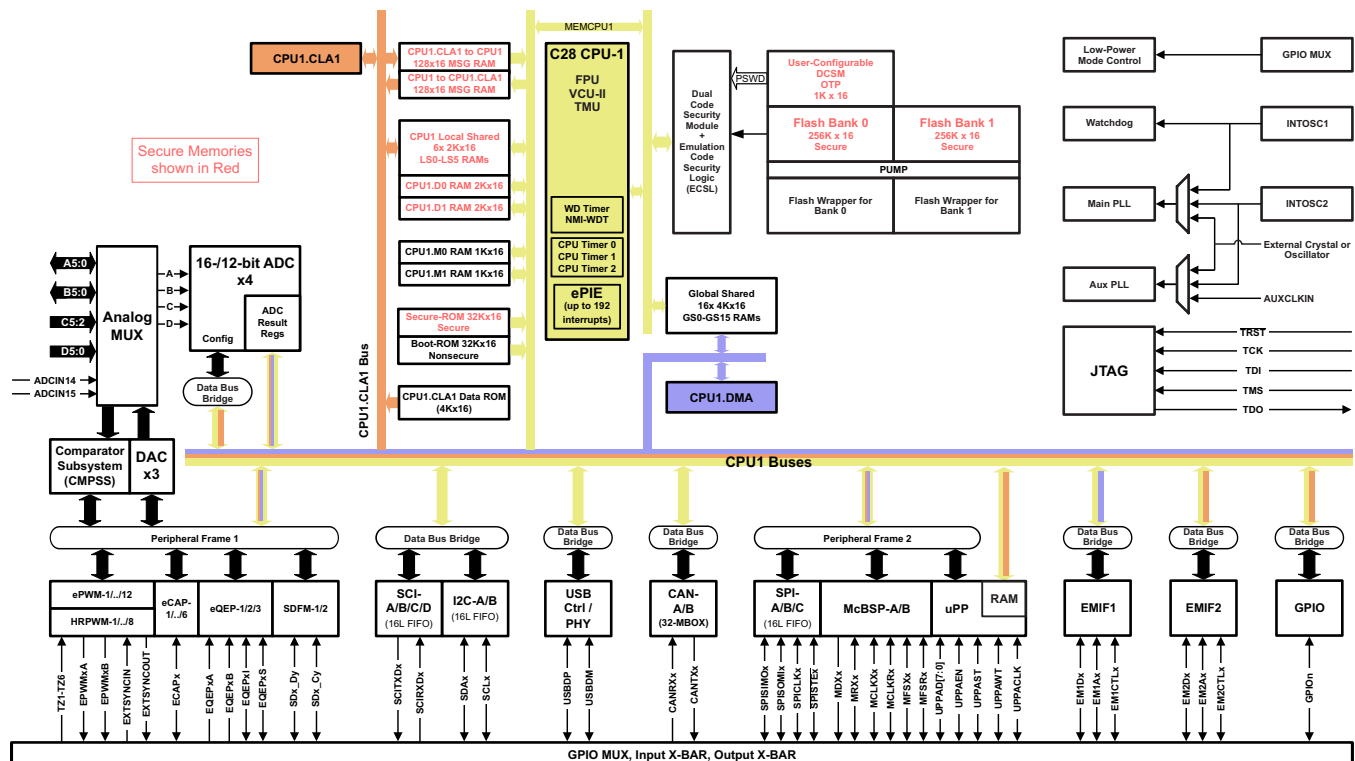 MEMCPU1
CPU1.CLA1
CPU1.CLA1 to CPU1
128x16 MSG RAM
CPU1 to CPU1.CLA1
128x16 MSG RAM
C28 CPU-1
FPU
VCU-II
TMU
WD Timer
NMI-WDT
CPU Timer 0
CPU Timer 1
CPU Timer 2
ePIE
(up to 192
interrupts)
PSWD
Dual
Code
Security
Module
+
Emulation
Code
Security
Logic
(ECSL)
User-Configurable
DCSM
OTP
1K x 16
Flash Bank 0
256K x 16
Secure
Flash Bank 1
256K x 16
Secure
PUMP
Flash Wrapper for
Bank 0
Flash Wrapper for
Bank 1
Low-Power
Mode Control
GPIO MUX
Watchdog
INTOSC1
Main PLL
INTOSC2
External Crystal or
Oscillator
Aux PLL
AUXCLKIN
JTAG
TRST
TCK
TDI
TMS
TDO
Secure Memories
shown in Red
CPU1 Local Shared
6x 2Kx16
LS0-LS5 RAMs
CPU1.D0 RAM 2Kx16
CPU1.D1 RAM 2Kx16
CPU1.M0 RAM 1Kx16
CPU1.M1 RAM 1Kx16
Secure-ROM 32Kx16
Secure
Boot-ROM 32Kx16
Nonsecure
CPU1.CLA1 Data ROM
(4Kx16)
CPU1.CLA1 Bus
Global Shared
16x 4Kx16
GS0-GS15 RAMs
CPU1.DMA
A5:0
B5:0
C5:2
D5:0
ADCIN14
ADCIN15
Analog
MUX
A
B
C
D
16-/12-bit ADC
x4
Config
ADC
Result
Regs
Data Bus
Bridge
Comparator
Subsystem
(CMPSS)
DAC
x3
CPU1 Buses
Peripheral Frame 1
Data Bus Bridge
Data Bus
Bridge
Data Bus
Bridge
Peripheral Frame 2
Data Bus
Bridge
Data Bus
Bridge
Data Bus
Bridge
ePWM-1/../12
HRPWM-1/../8
eCAP-
1/../6
eQEP-1/2/3
SDFM-1/2
SCI-
A/B/C/D
(16L FIFO)
I2C-A/B
(16L FIFO)
USB
Ctrl /
PHY
CAN-
A/B
(32-MBOX)
SPI-
A/B/C
(16L FIFO)
McBSP-A/B
uPP
RAM
EMIF1
EMIF2
GPIO
TZ1-TZ6
EPWMxA
EPWMxB
EXTSYNCIN
EXTSYNCOUT
ECAPx
EQEPxA
EQEPxB
EQEPxI
EQEPxS
SDx_Dy
SDx_Cy
SCITXDx
SCIRXDx
SDAx
SCLx
USBDP
USBDM
CANRXx
CANTXx
SPISIMOx
SPISOMIx
SPICLKx
SPISTEx
MDXx
MRXx
MCLKXx
MCLKRx
MFSXx
MFSRx
UPPAD[7:0]
UPPAEN
UPPAST
UPPAWT
UPPACLK
EM1Dx
EM1Ax
EM1CTLx
EM2Dx
EM2Ax
EM2CTLx
GPIOn
GPIO MUX, Input X-BAR, Output X-BAR